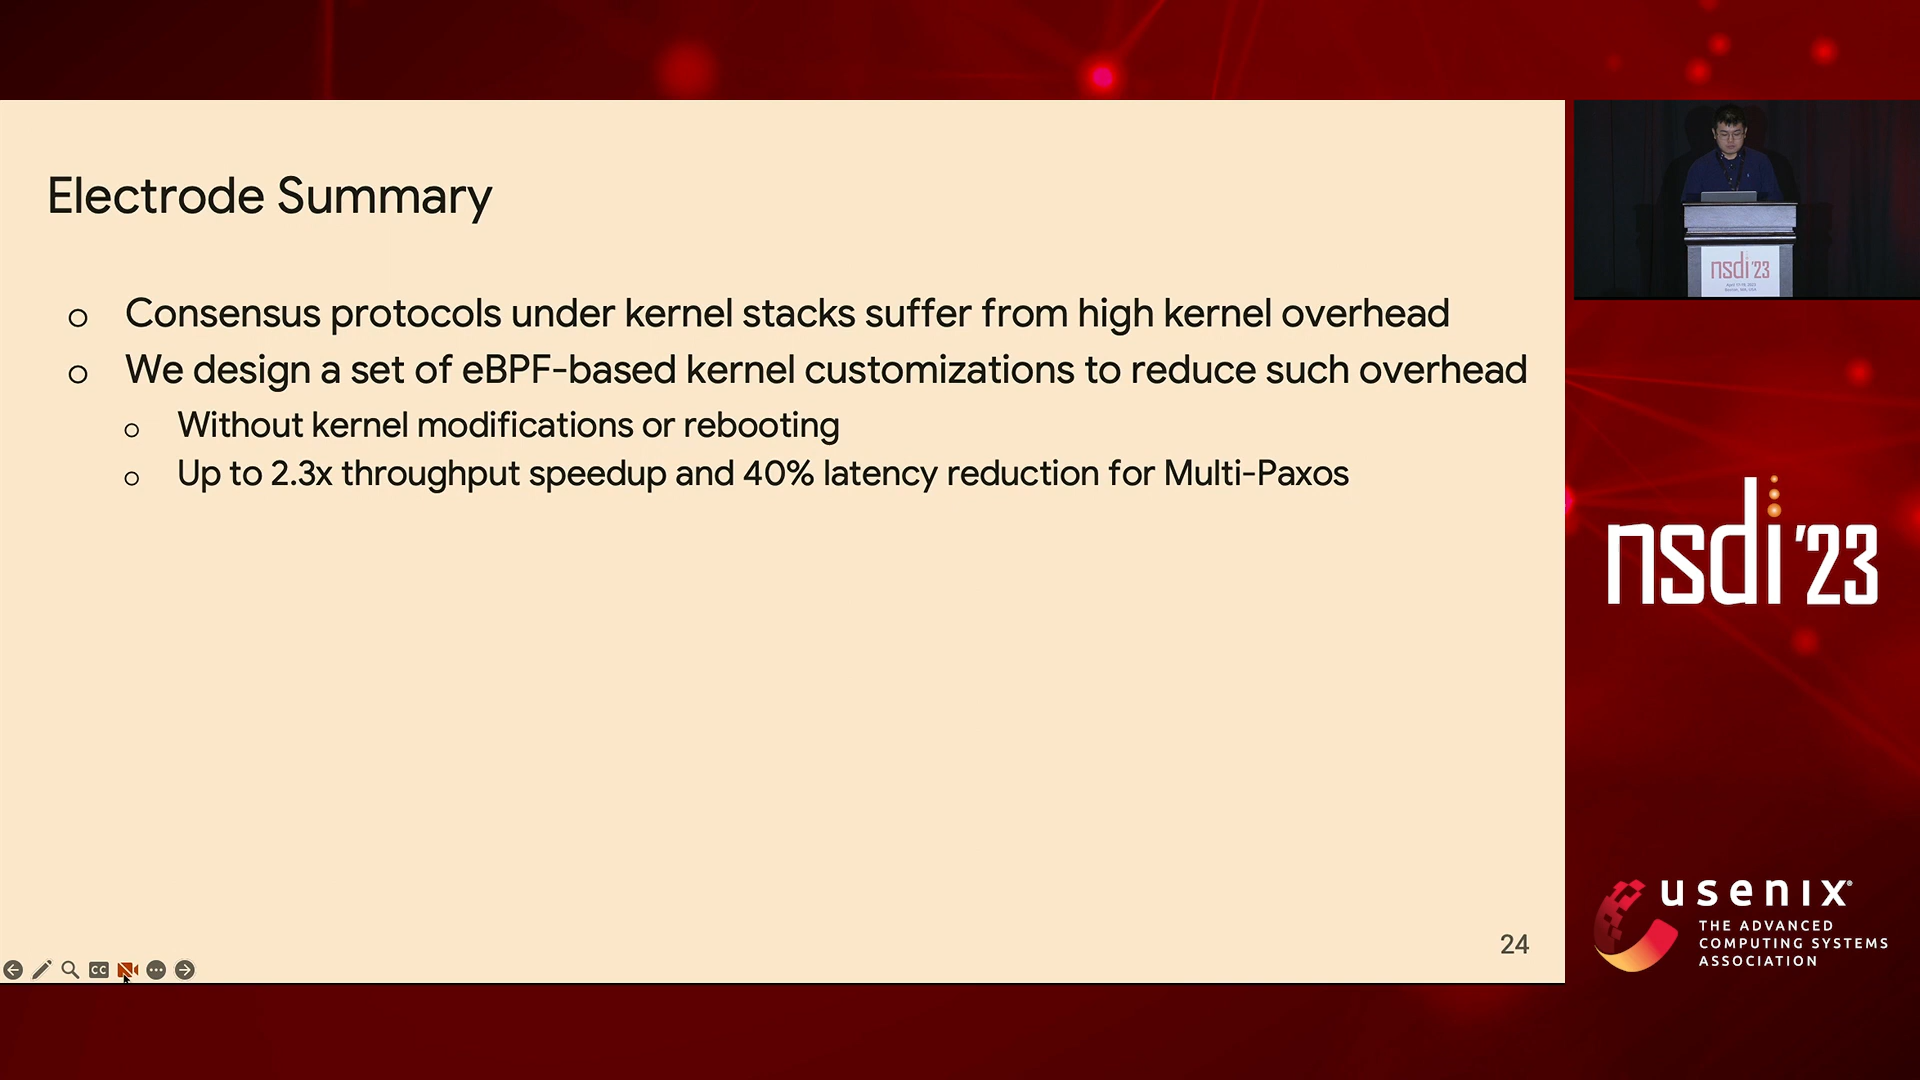 Electrode Summary
Consensus protocols under kernel stacks suffer from high kernel overhead
We design a set of eBPF-based kernel customizations to reduce such overhead
Without kernel modifications or rebooting
Up to 2.3x throughput speedup and 40% latency reduction for Multi-Paxos
24
CC
nsdi '23
nsdi '23
usenix®
THE ADVANCED
COMPUTING SYSTEMS
ASSOCIATION